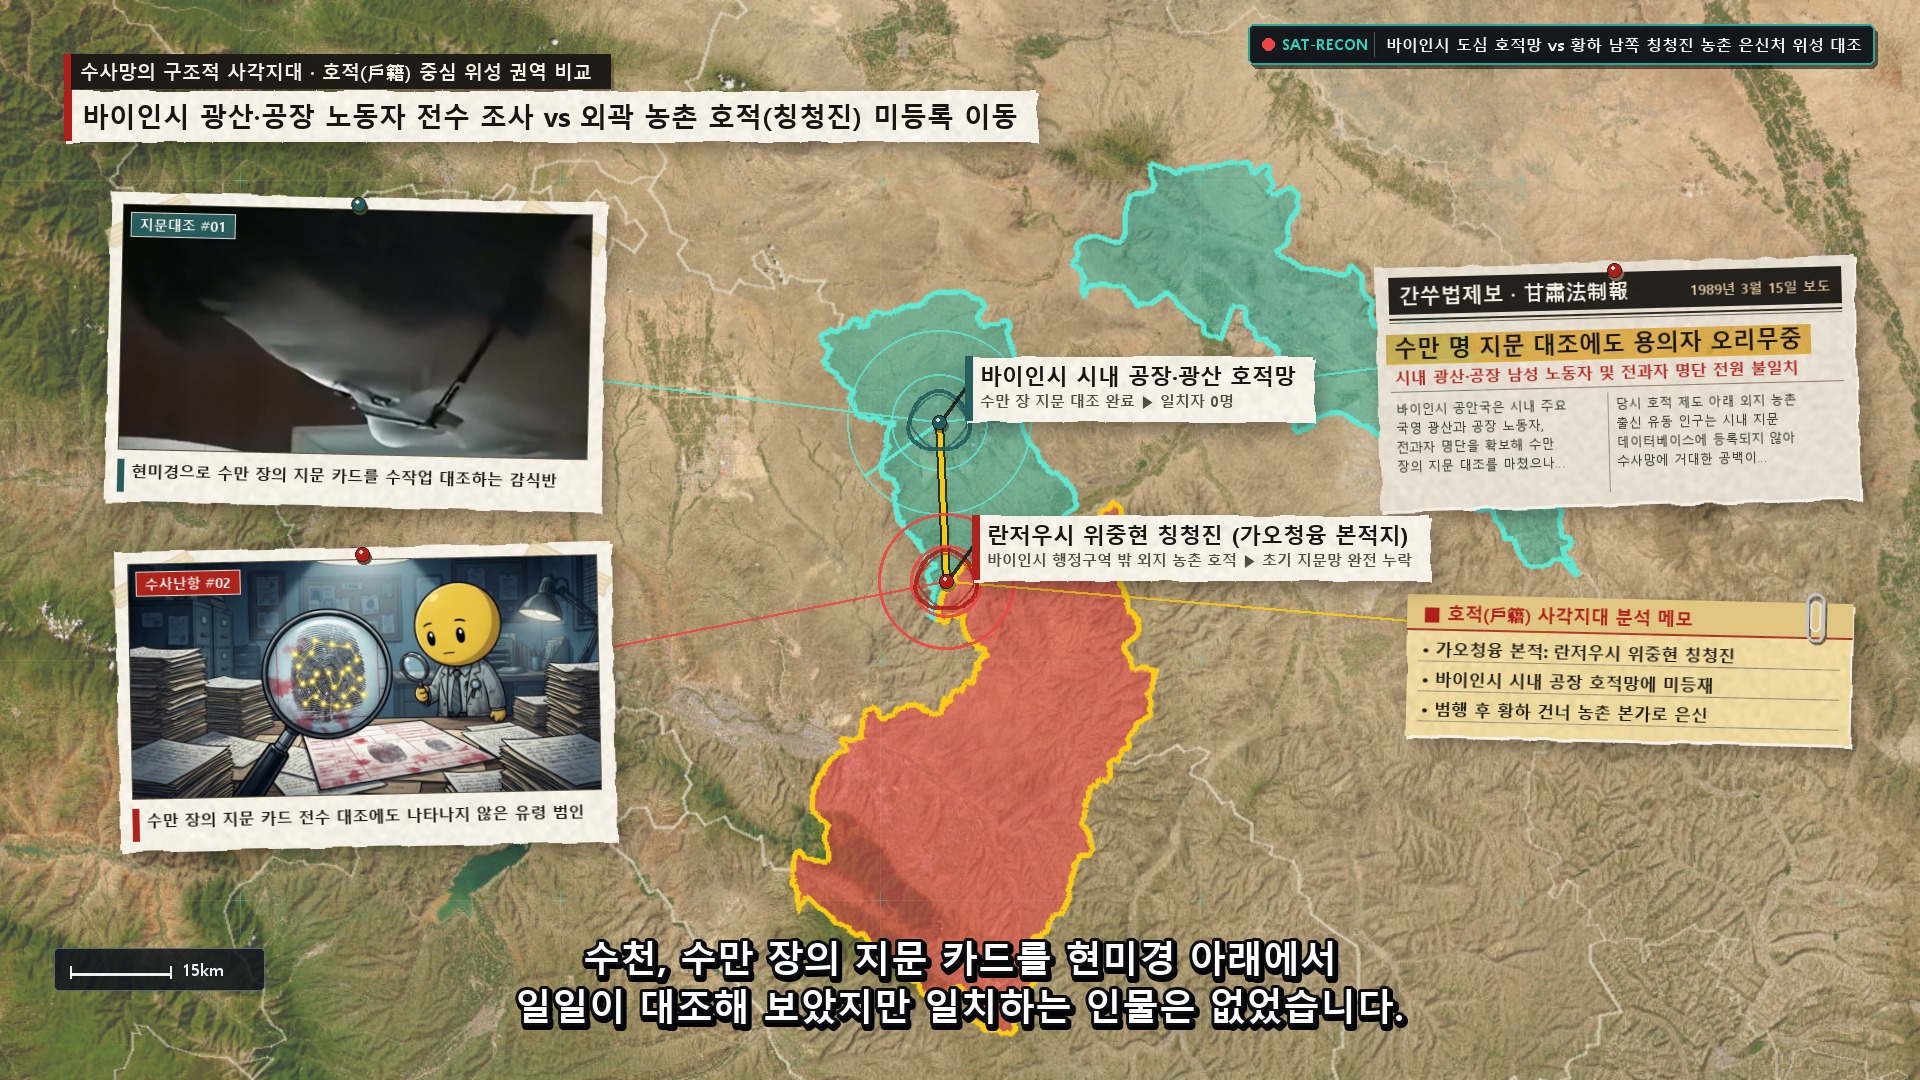 수사망의 구조적 사각지대 · 호적(戶籍) 중심 위성 권역 비교
바이인시 광산·공장 노동자 전수 조사 vs 외곽 농촌 호적(칭청진) 미등록 이동
SAT-RECON
바이인시 도심 호적망 vs 황하 남쪽 칭청진 농촌 은신처 위성 대조
지문대조 #01
현미경으로 수만 장의 지문 카드를 수작업 대조하는 감식반
수사난항 #02
수만 장의 지문 카드 전수 대조에도 나타나지 않은 유령 범인
바이인시 시내 공장·광산 호적망
수만 장 지문 대조 완료 ▶ 일치자 0명
란저우시 위중현 칭청진 (가오청융 본적지)
바이인시 행정구역 밖 외지 농촌 호적 ▶ 초기 지문망 완전 누락
간쑤법제보 · 甘肅法制報
1989년 3월 15일 보도
수만 명 지문 대조에도 용의자 오리무중
시내 광산·공장 남성 노동자 및 전과자 명단 전원 불일치
바이인시 공안국은 시내 주요
국영 광산과 공장 노동자,
전과자 명단을 확보해 수만
장의 지문 대조를 마쳤으나...
당시 호적 제도 아래 외지 농촌
출신 유동 인구는 시내 지문
데이터베이스에 등록되지 않아
수사망에 거대한 공백이...
■ 호적(戶籍) 사각지대 분석 메모
• 가오청융 본적: 란저우시 위중현 칭청진
• 바이인시 시내 공장 호적망에 미등재
• 범행 후 황하 건너 농촌 본가로 은신
15km
수천, 수만 장의 지문 카드를 현미경 아래에서
일일이 대조해 보았지만 일치하는 인물은 없었습니다.